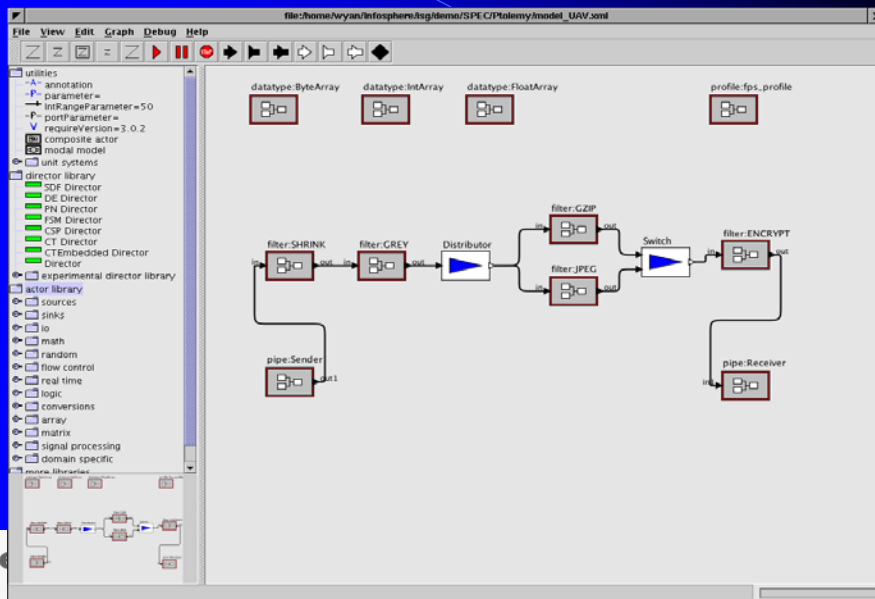 file:/home/wyan/infosphere/isg/demo/SPEC/Ptolemy/model_UAV.xml
File View Edit Graph Debug Help
utilities
annotation
parameter=
IntRangeParameter=50
portParameter=
requireVersion=3.0.2
composite actor
modal model
unit systems
director library
SDF Director
DE Director
PN Director
FSM Director
CSP Director
CT Director
CTEmbedded Director
Director
experimental director library
actor library
sources
sinks
io
math
random
flow control
real time
logic
conversions
array
matrix
signal processing
domain specific
more libraries
datatype:ByteArray datatype:IntArray datatype:FloatArray profile:fps_profile
filter:GZIP
in out
filter:SHRINK filter:GREY Distributor Switch filter:ENCRYPT
in out in out in out
filter:JPEG
in out
pipe:Sender
out1
pipe:Receiver